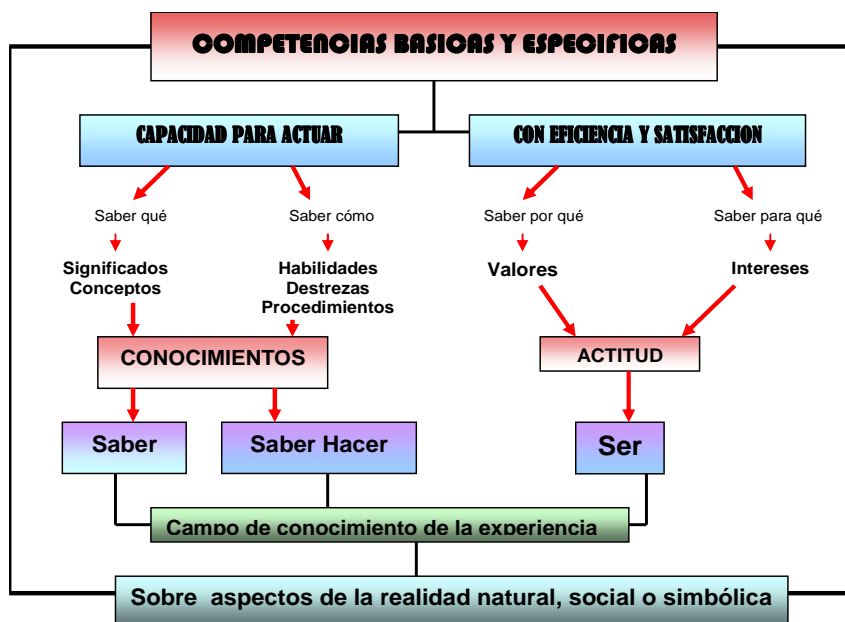 COMPETENCIAS BASICAS Y ESPECIFICAS
CAPACIDAD PARA ACTUAR
CON EFICIENCIA Y SATISFACCION
Saber qué
Saber cómo
Saber por qué
Saber para qué
Significados
Conceptos
Habilidades
Destrezas
Procedimientos
Valores
Intereses
CONOCIMIENTOS
ACTITUD
Saber
Saber Hacer
Ser
Campo de conocimiento de la experiencia
Sobre aspectos de la realidad natural, social o simbólica